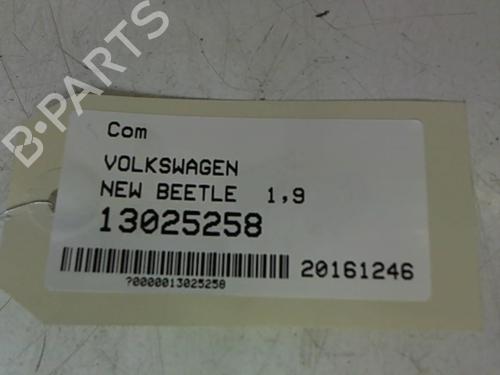 B-PARTS
Com
VOLKSWAGEN
NEW BEETLE 1,9
13025258
20161246
?0000013025258